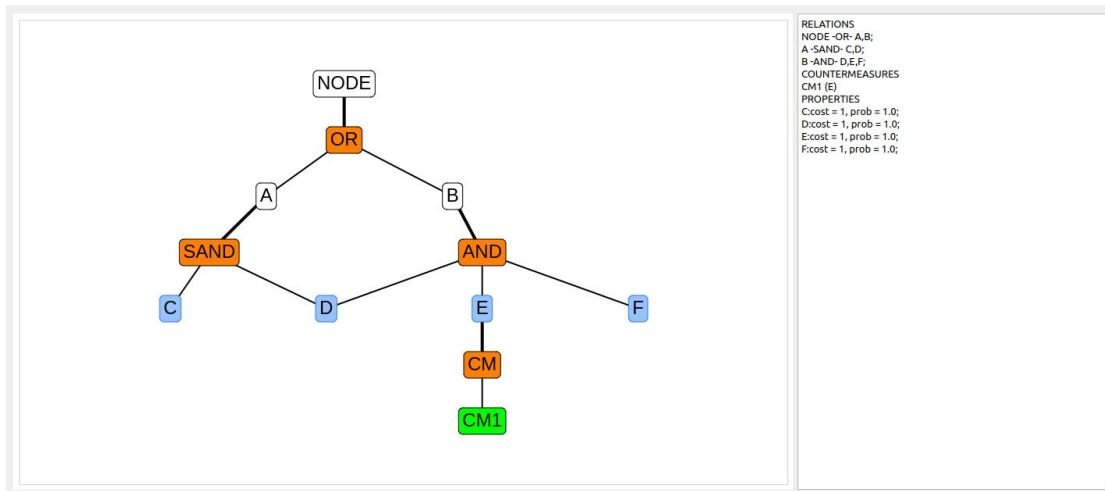 NODE
OR
A
B
SAND
AND
C
D
E
F
CM
CM1
RELATIONS
NODE -OR- A,B;
A -SAND- C,D;
B -AND- D,E,F;
COUNTERMEASURES
CM1 (E)
PROPERTIES
C:cost = 1, prob = 1.0;
D:cost = 1, prob = 1.0;
E:cost = 1, prob = 1.0;
F:cost = 1, prob = 1.0;